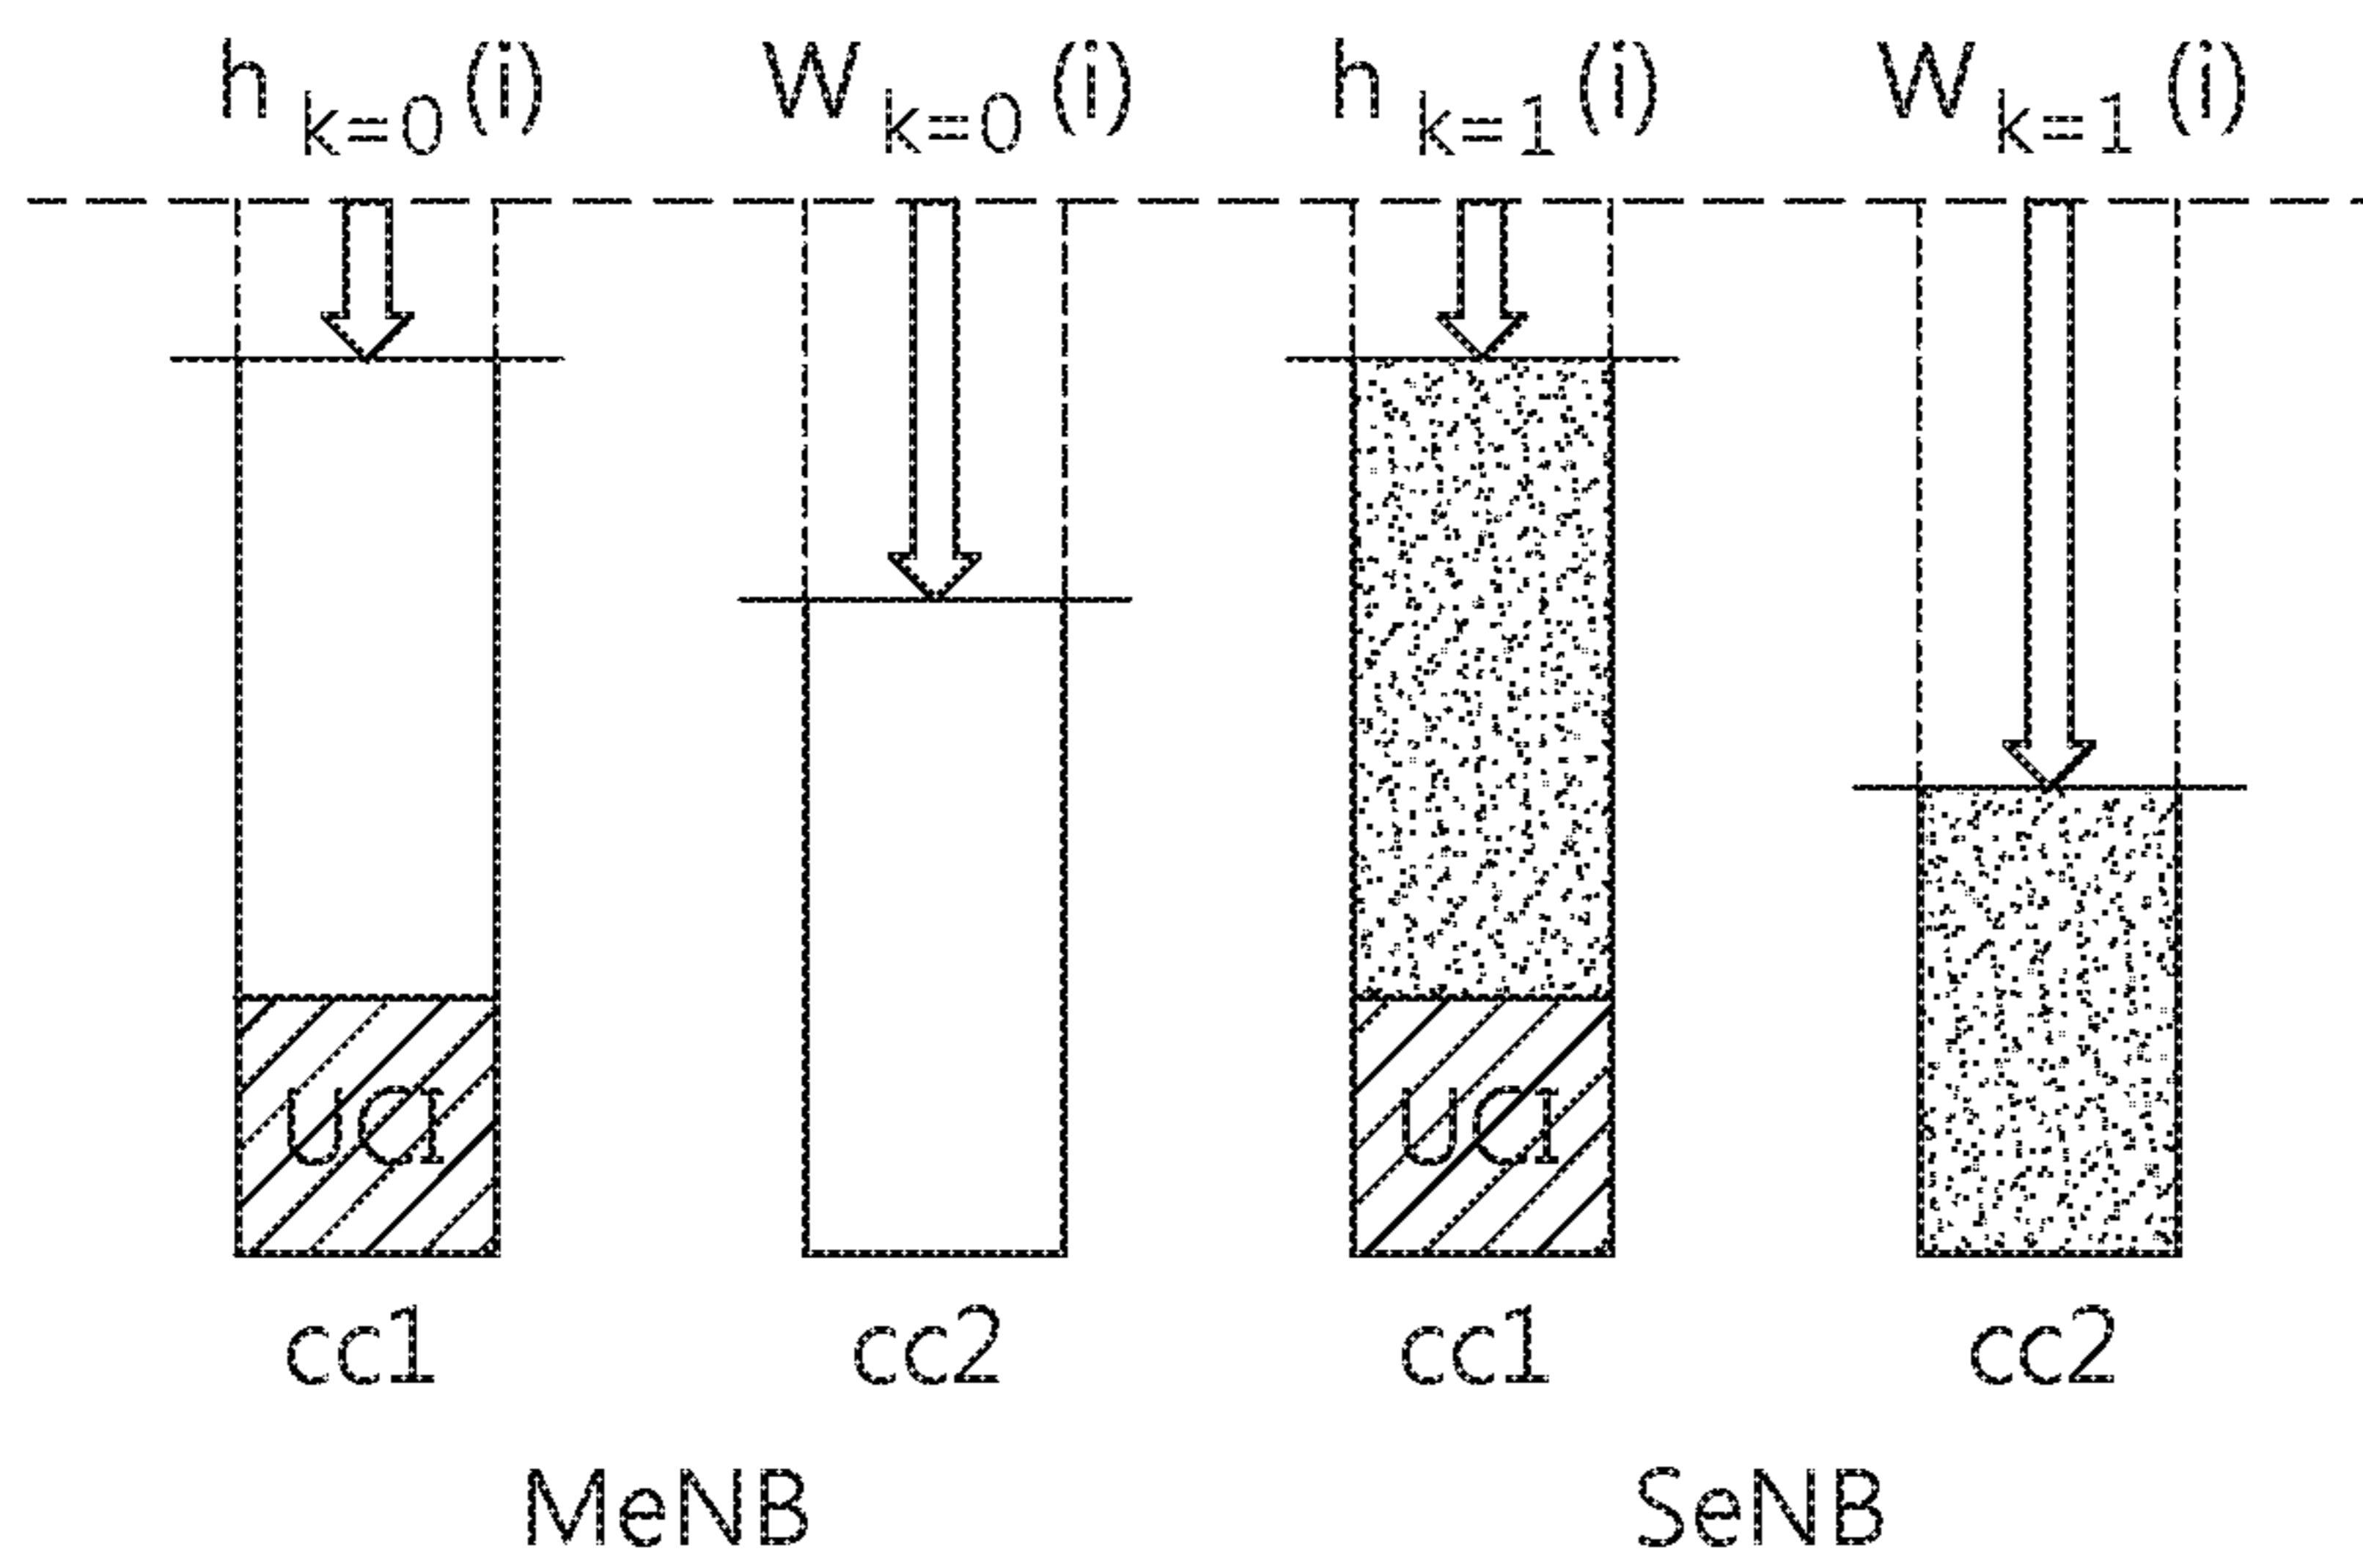 h k=0 (i) W k=0 (i) h k=1 (i) W k=1 (i)
UCI UCI
cc1 cc2 cc1 cc2
MeNB SeNB